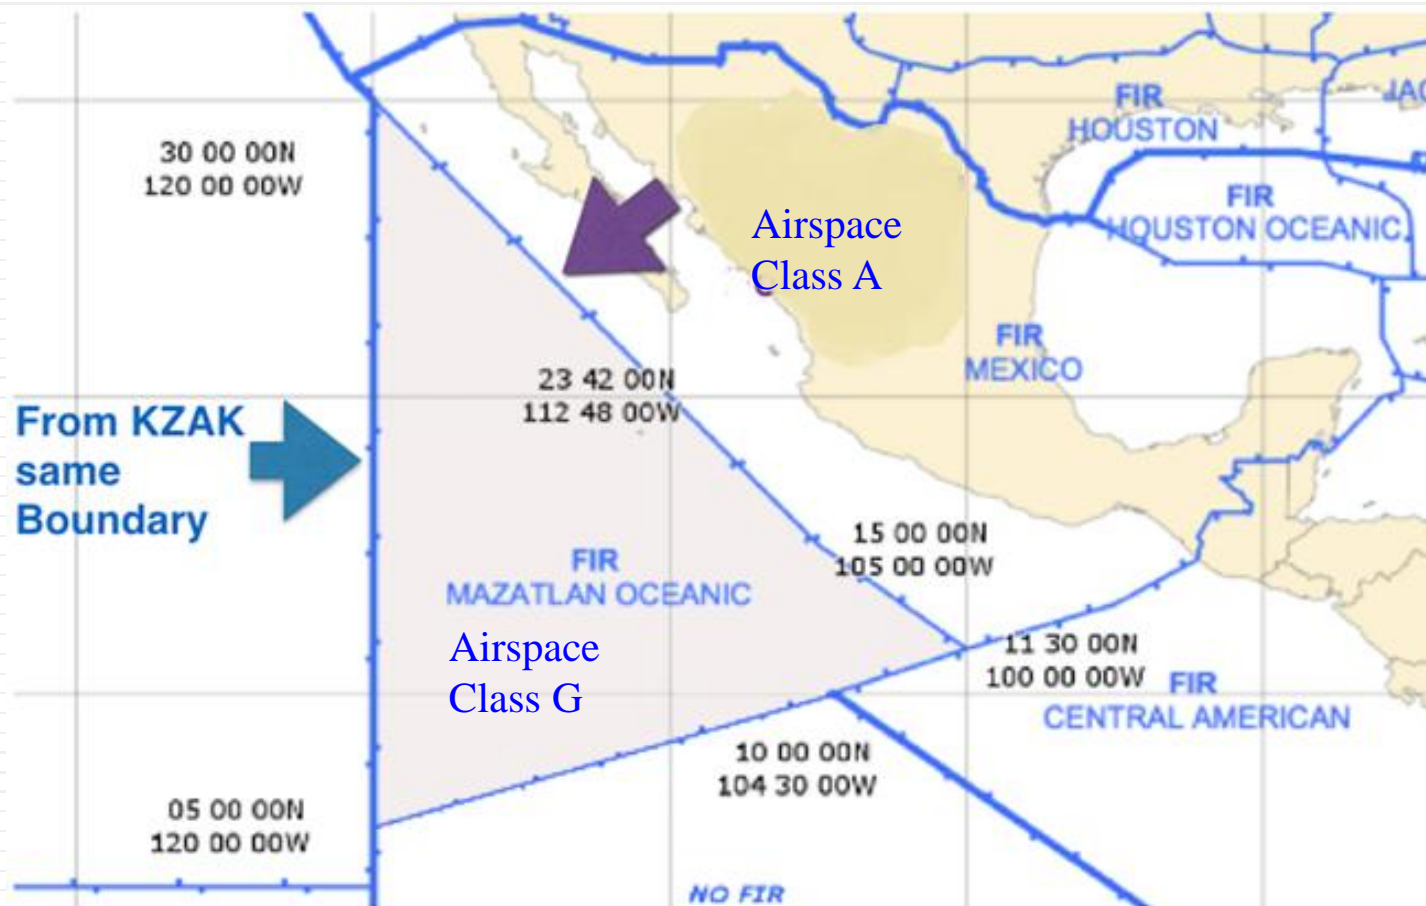 30 00 00N
120 00 00W
FIR
HOUSTON
FIR
HOUSTON OCEANIC
Airspace
Class A
FIR
MEXICO
23 42 00N
112 48 00W
From KZAK
same
Boundary
15 00 00N
105 00 00W
FIR
MAZATLAN OCEANIC
Airspace
Class G
11 30 00N
100 00 00W
FIR
CENTRAL AMERICAN
10 00 00N
104 30 00W
05 00 00N
120 00 00W
NO FIR